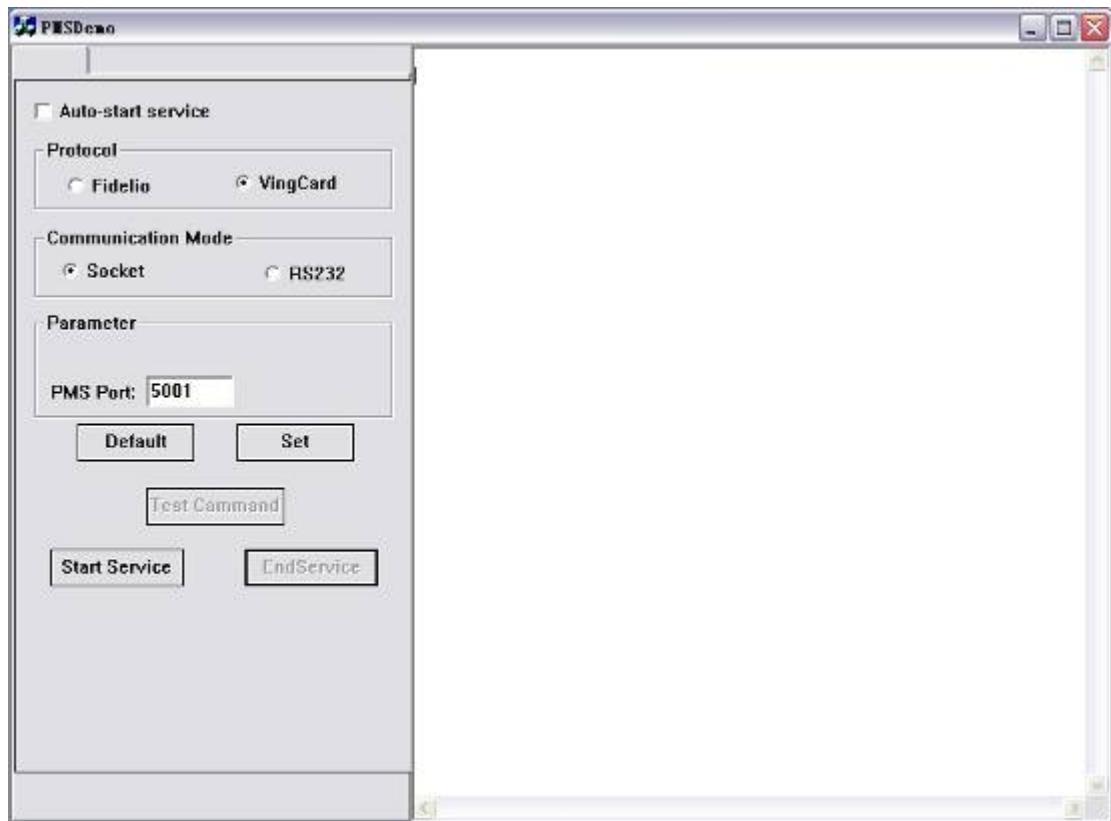 PMSDemo
Auto-start service
Protocol
Fidelio VingCard
Communication Mode
Socket RS232
Parameter
PMS Port: 5001
Default Set
Test Cammand
Start Service EndService